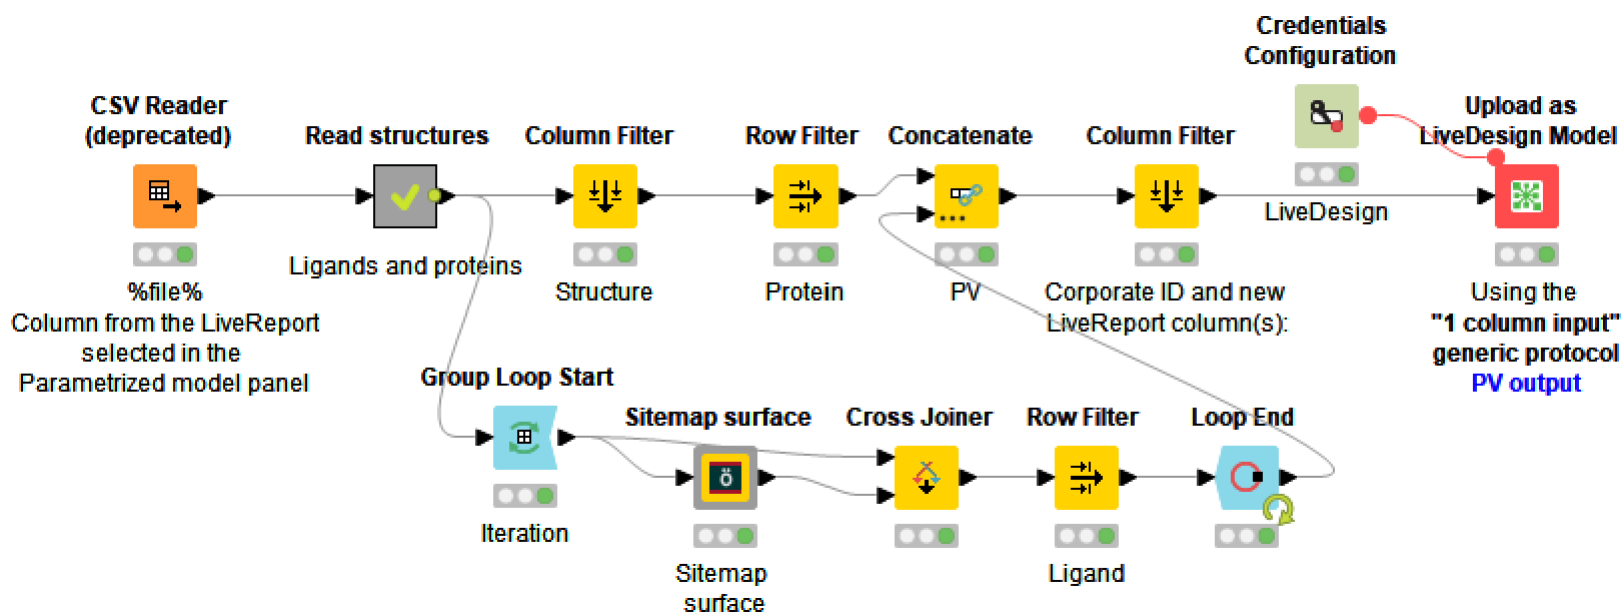 Credentials
Configuration
CSV Reader
(deprecated)
Read structures
Column Filter
Row Filter
Concatenate
Column Filter
Upload as
LiveDesign Model
LiveDesign
%file%
Column from the LiveReport
selected in the
Parametrized model panel
Ligands and proteins
Structure
Protein
PV
Corporate ID and new
LiveReport column(s):
Using the
"1 column input"
generic protocol
PV output
Group Loop Start
Sitemap surface
Cross Joiner
Row Filter
Loop End
ö
Iteration
Sitemap
surface
Ligand